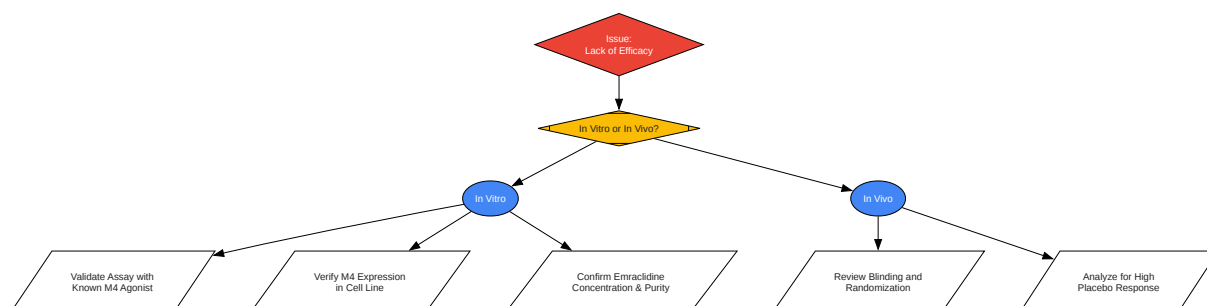 Issue:
Lack of Efficacy
In Vitro or In Vivo?
In Vitro
In Vivo
Validate Assay with
Known M4 Agonist
Verify M4 Expression
in Cell Line
Confirm Emraclidine
Concentration & Purity
Review Blinding and
Randomization
Analyze for High
Placebo Response